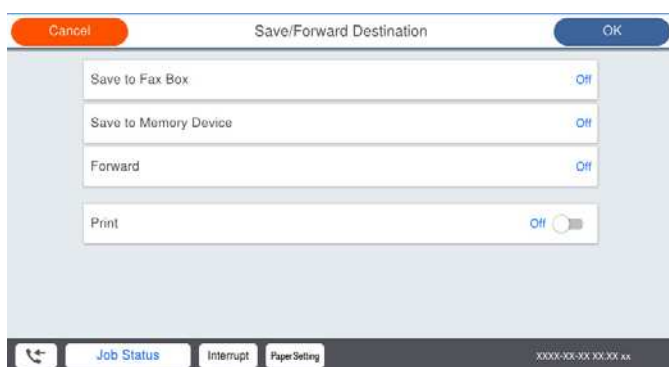 Cancel Save/Forward Destination OK
Save to Fax Box Off
Save to Memory Device Off
Forward Off
Print Off
Job Status Interrupt Paper Setting XXXX-XX-XX XX:XX xx